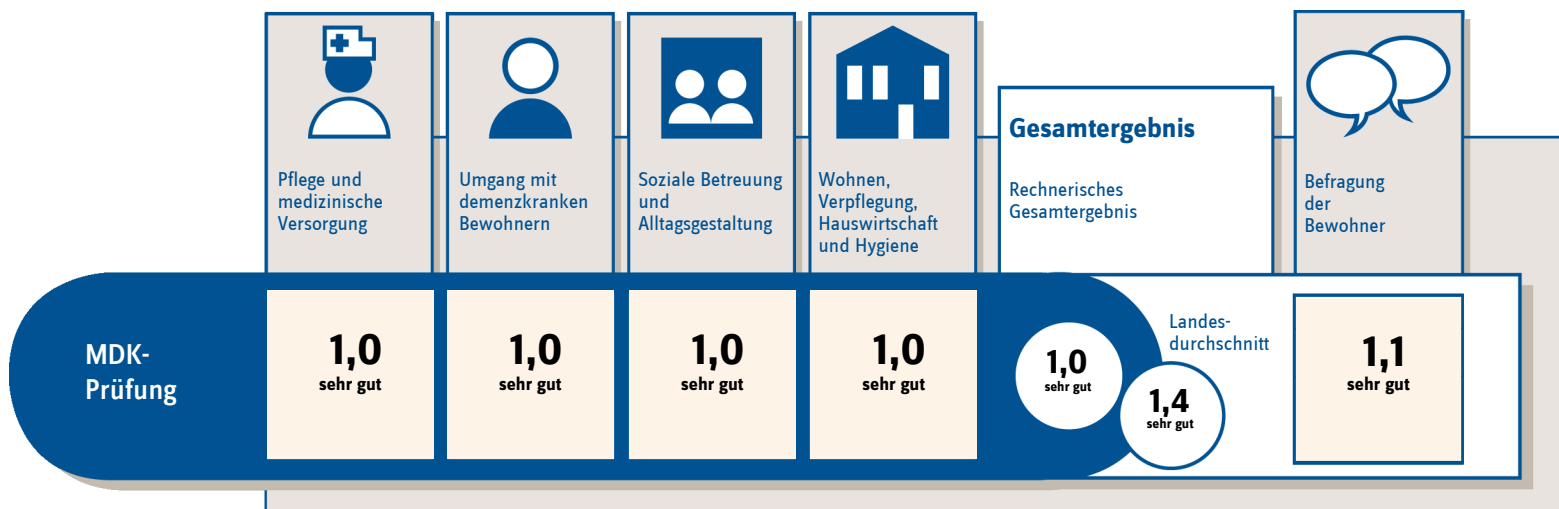 Pflege und
medizinische
Versorgung
Umgang mit
demenzkranken
Bewohnern
Soziale Betreuung
und
Alltagsgestaltung
Wohnen,
Verpflegung,
Hauswirtschaft
und Hygiene
Gesamtergebnis
Rechnerisches
Gesamtergebnis
Befragung
der
Bewohner
MDK-
Prüfung
1,0
sehr gut
1,0
sehr gut
1,0
sehr gut
1,0
sehr gut
1,0
sehr gut
Landes-
durchschnitt
1,4
sehr gut
1,1
sehr gut